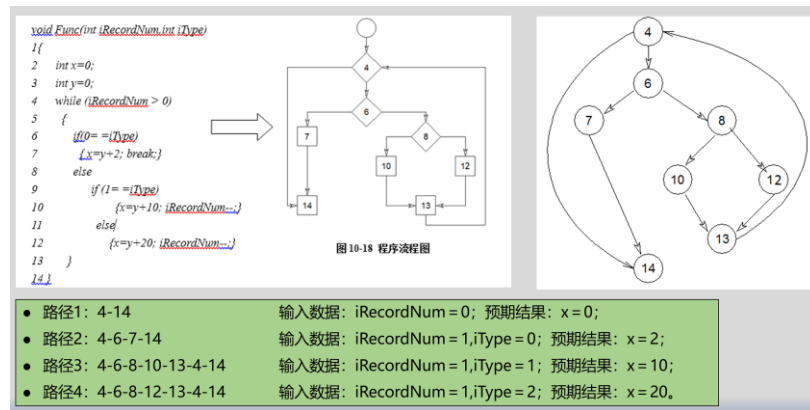 void Func(int iRecordNum,int iType)
1{
2 int x=0;
3 int y=0;
4 while (iRecordNum > 0)
5 {
6 if(0= =iType)
7 { x=y+2; break;}
8 else
9 if (1= =iType)
10 {x=y+10; iRecordNum--;}
11 else
12 {x=y+20; iRecordNum--;}
13 }
14 }
4
6
7
8
10
12
14
13
图 10-18 程序流程图
4
6
7
8
10
12
13
14
● 路径1：4-14 输入数据：iRecordNum = 0；预期结果：x = 0；
● 路径2：4-6-7-14 输入数据：iRecordNum = 1,iType = 0；预期结果：x = 2；
● 路径3：4-6-8-10-13-4-14 输入数据：iRecordNum = 1,iType = 1；预期结果：x = 10；
● 路径4：4-6-8-12-13-4-14 输入数据：iRecordNum = 1,iType = 2；预期结果：x = 20。